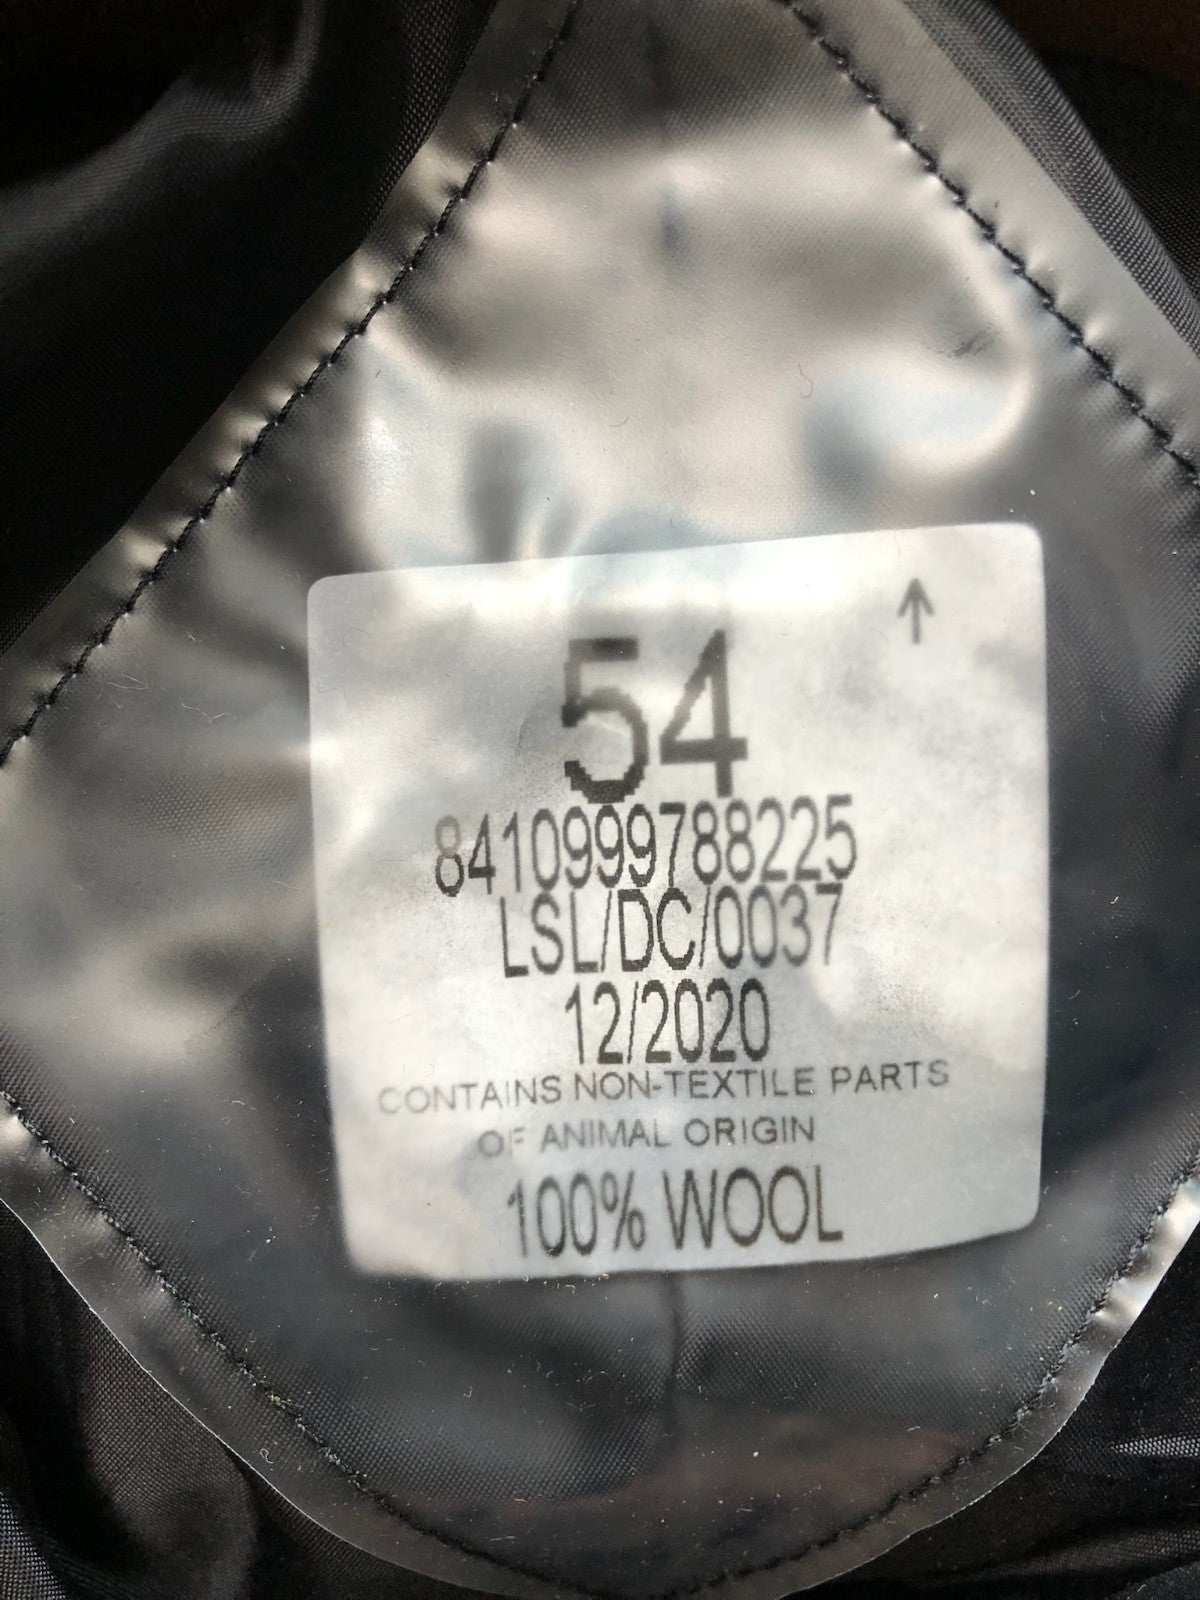 54
8410999788225
LSL/DC/0037
12/2020
CONTAINS NON-TEXTILE PARTS
OF ANIMAL ORIGIN
100% WOOL